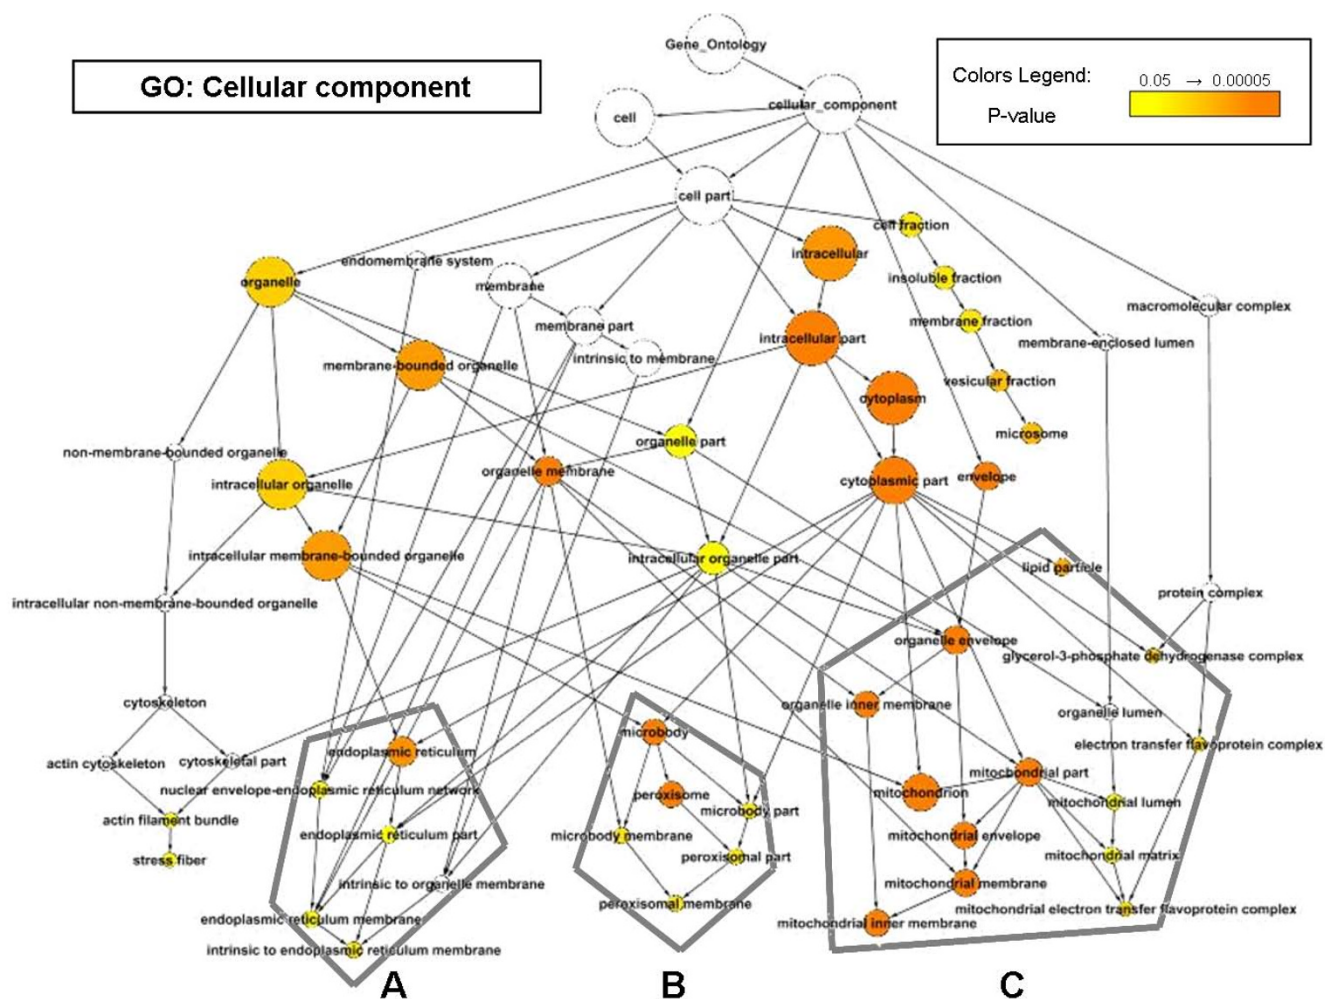 Gene_Ontology
GO: Cellular component
Colors Legend:
0.05 → 0.00005
P-value
cell
cellular_component
cell part
cell fraction
endomembrane system
intracellular
organelle
membrane
insoluble fraction
macromolecular complex
membrane part
membrane fraction
intracellular part
membrane-enclosed lumen
intrinsic to membrane
membrane-bounded organelle
vesicular fraction
cytoplasm
microsome
organelle part
non-membrane-bounded organelle
organelle membrane
intracellular organelle
cytoplasmic part
envelope
intracellular membrane-bounded organelle
intracellular organelle part
lipid particle
protein complex
intracellular non-membrane-bounded organelle
organelle envelope
glycerol-3-phosphate dehydrogenase complex
cytoskeleton
organelle inner membrane
organelle lumen
microbody
electron transfer flavoprotein complex
endoplasmic reticulum
actin cytoskeleton
cytoskeletal part
mitochondrial part
nuclear envelope-endoplasmic reticulum network
peroxisome
mitochondrion
mitochondrial lumen
microbody part
actin filament bundle
endoplasmic reticulum part
microbody membrane
mitochondrial envelope
stress fiber
peroxisomal part
mitochondrial matrix
intrinsic to organelle membrane
mitochondrial membrane
peroxisomal membrane
mitochondrial electron transfer flavoprotein complex
endoplasmic reticulum membrane
mitochondrial inner membrane
intrinsic to endoplasmic reticulum membrane
A
B
C